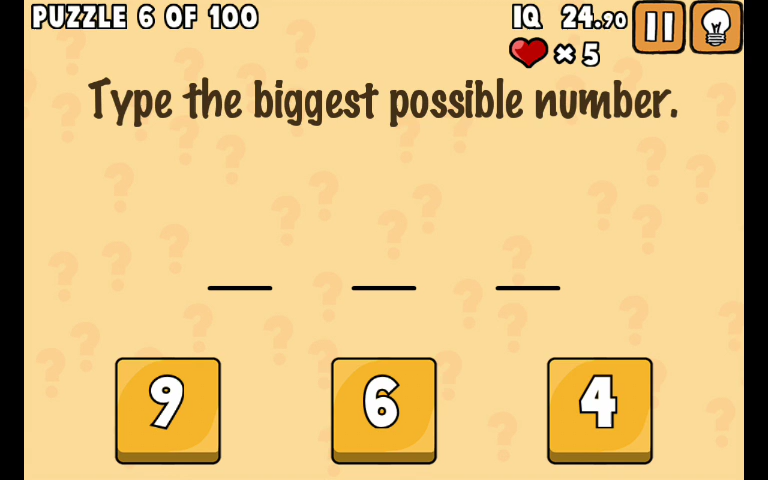 PUZZLE 6 OF 100
IQ 24.90
× 5
Type the biggest possible number.
9 6 4